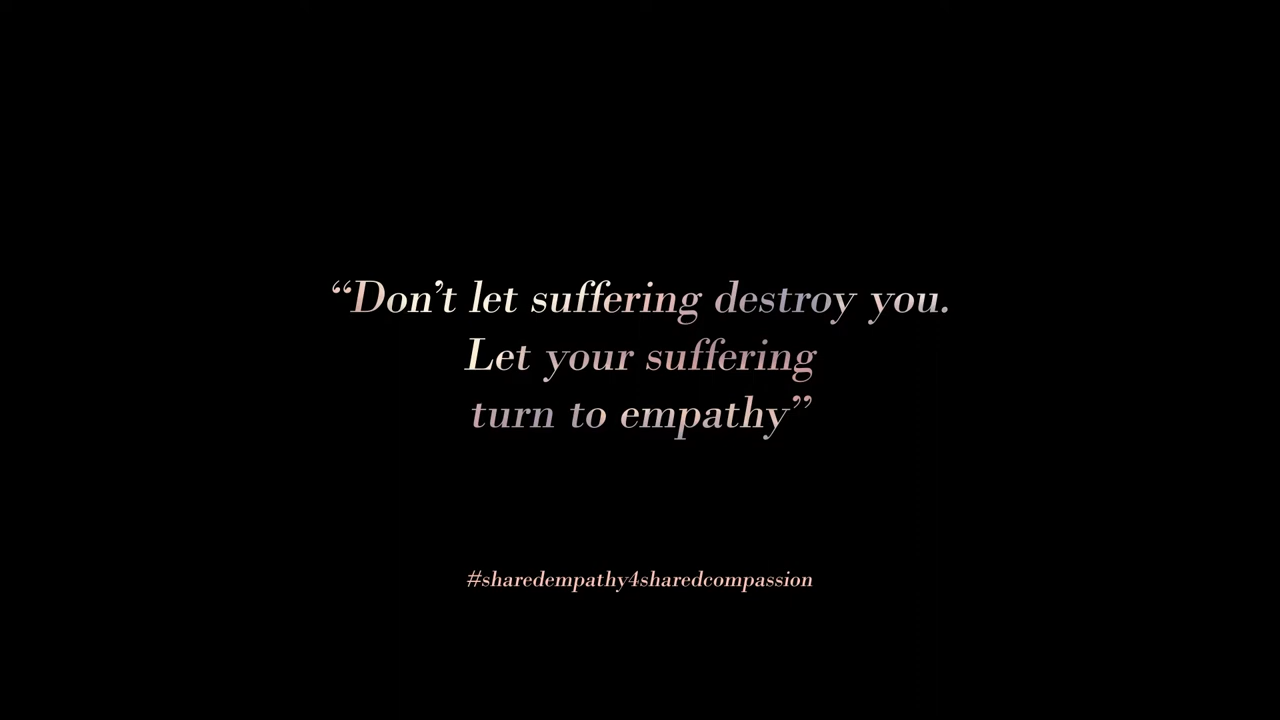 “Don’t let suffering destroy you.
Let your suffering
turn to empathy”
#sharedempathy4sharedcompassion